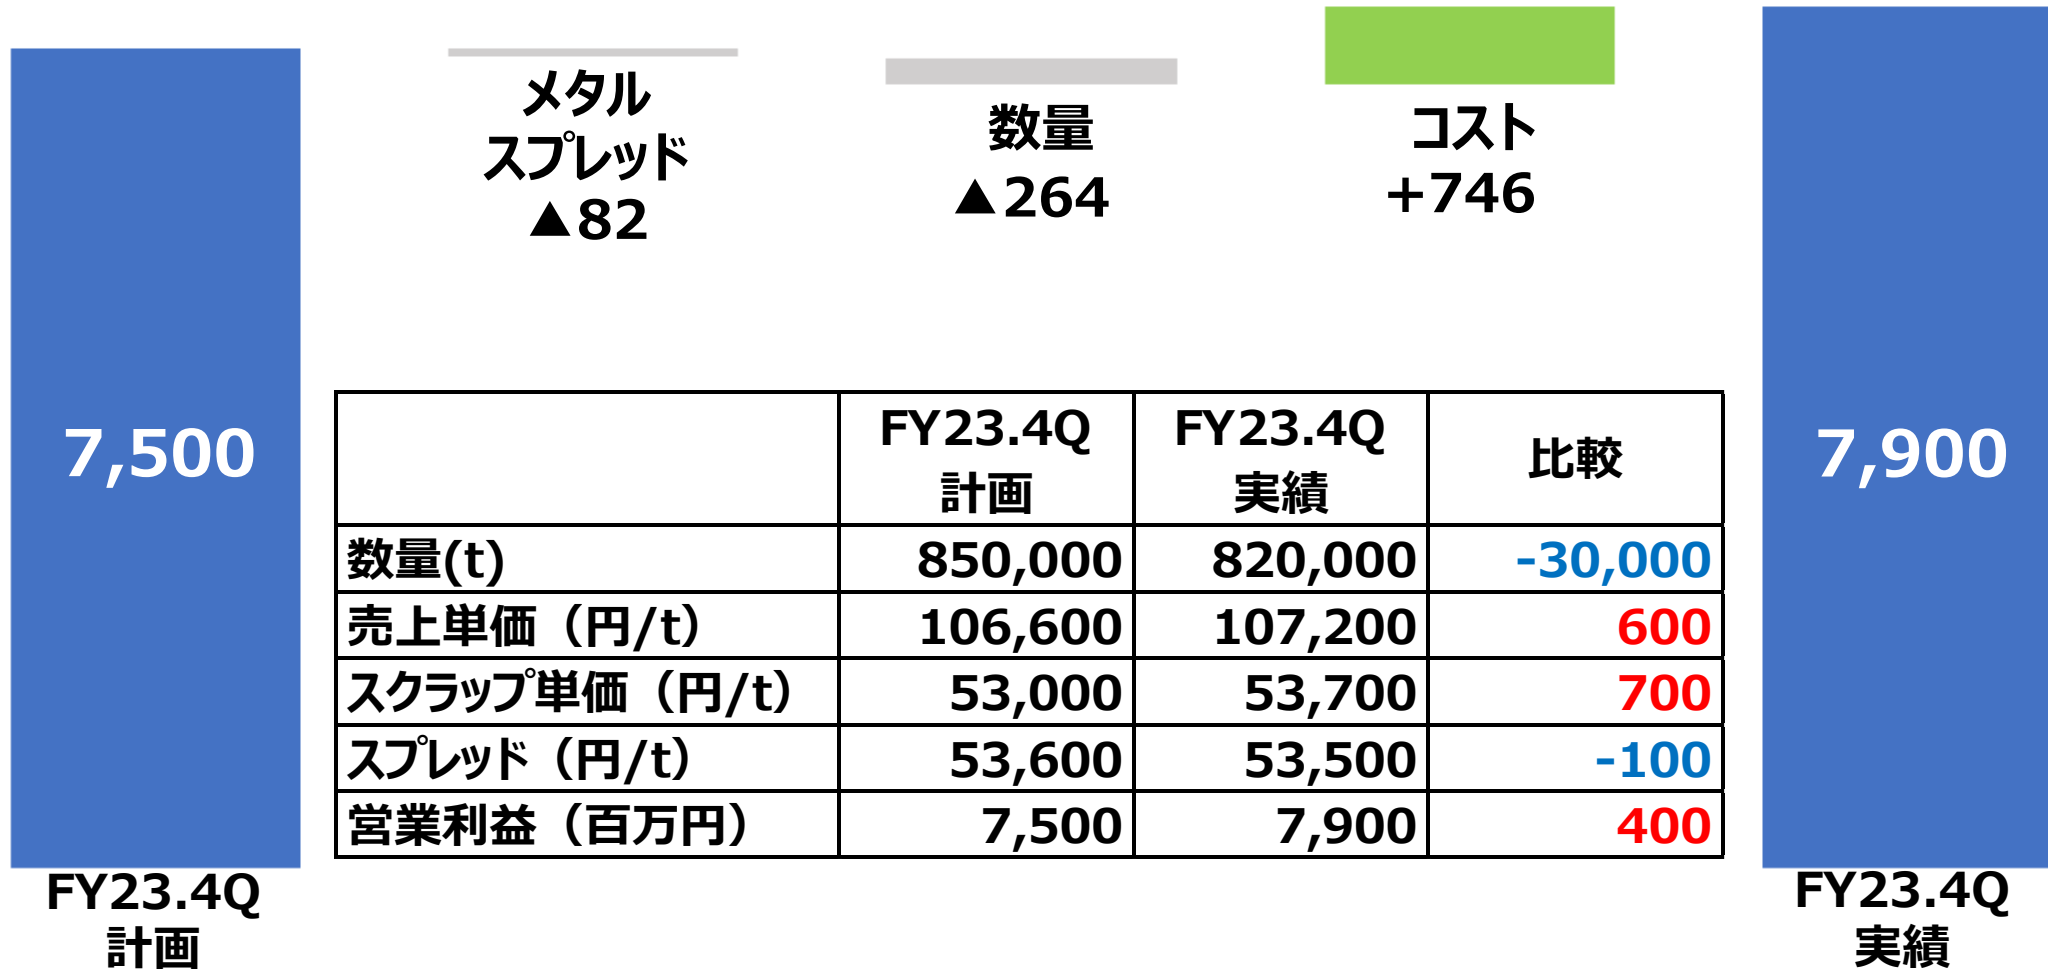 メタル
スプレッド
▲82
数量
▲264
コスト
+746
7,500
7,900
FY23.4Q
計画
FY23.4Q
実績
比較
数量(t) 850,000 820,000 -30,000
売上単価（円/t） 106,600 107,200 600
スクラップ単価（円/t） 53,000 53,700 700
スプレッド（円/t） 53,600 53,500 -100
営業利益（百万円） 7,500 7,900 400
FY23.4Q
計画
FY23.4Q
実績